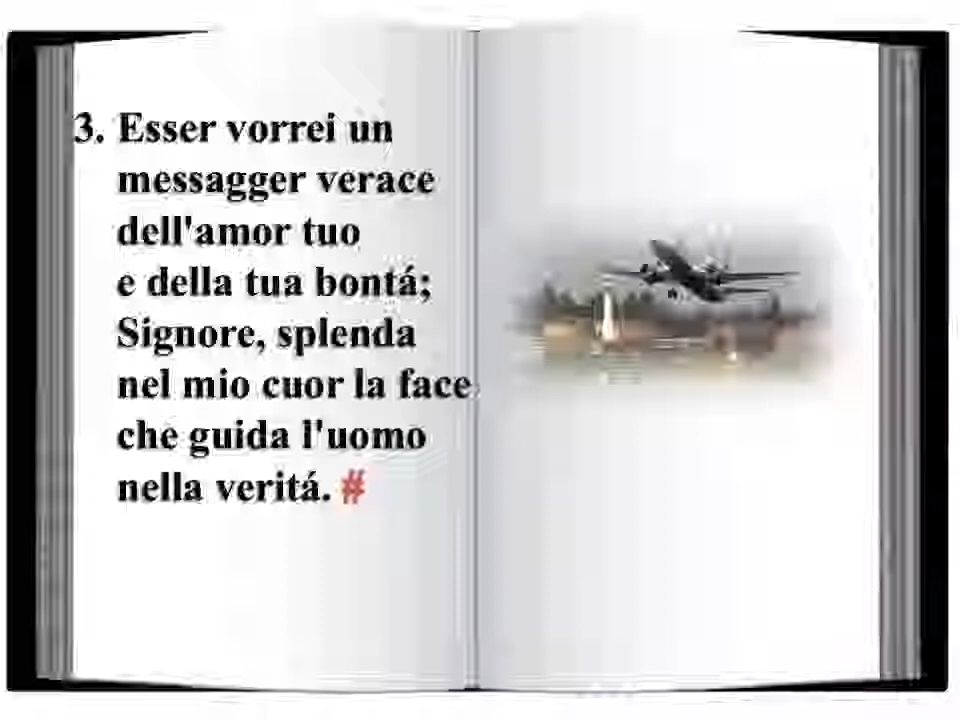 3. Esser vorrei un
messagger verace
dell'amor tuo
e della tua bontá;
Signore, splenda
nel mio cuor la face
che guida l'uomo
nella veritá. #